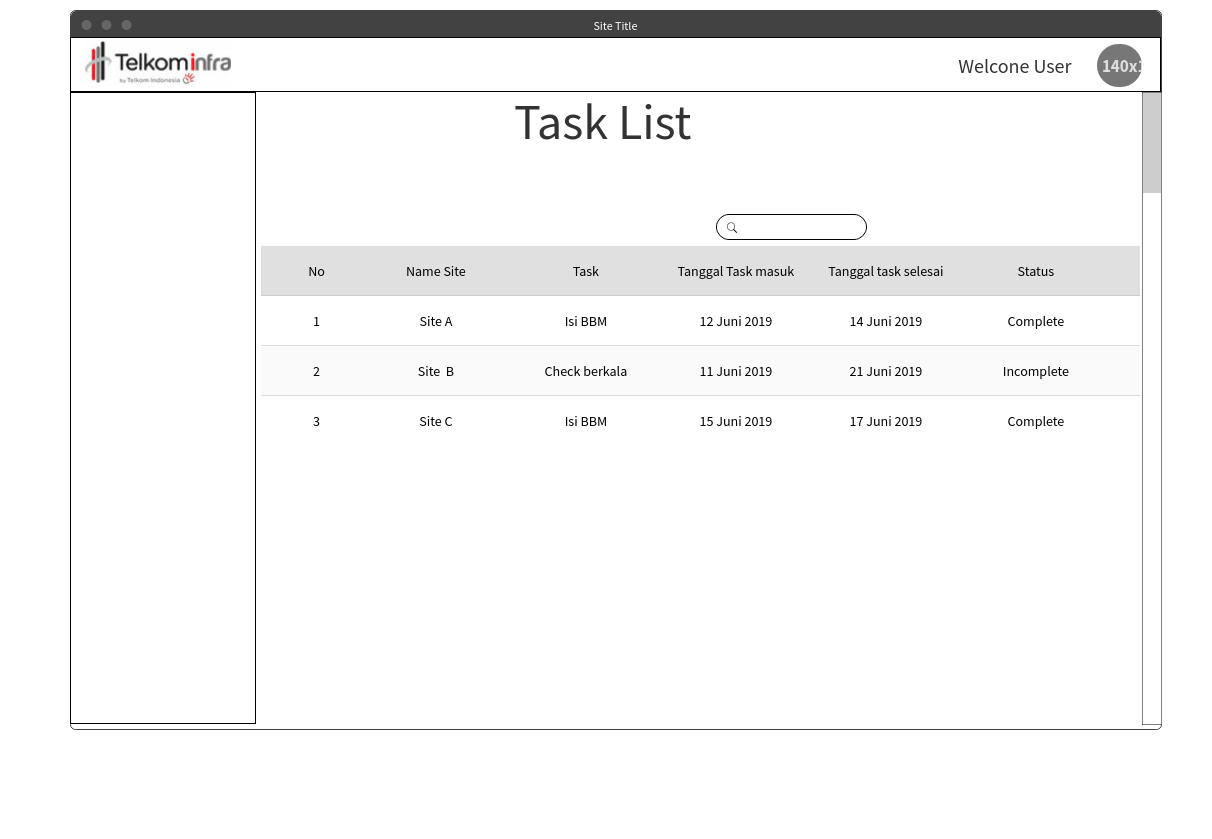 Site Title
Telkominfra
by Telkom Indonesia
Welcone User
140x1
Task List
No Name Site Task Tanggal Task masuk Tanggal task selesai Status
1 Site A Isi BBM 12 Juni 2019 14 Juni 2019 Complete
2 Site B Check berkala 11 Juni 2019 21 Juni 2019 Incomplete
3 Site C Isi BBM 15 Juni 2019 17 Juni 2019 Complete